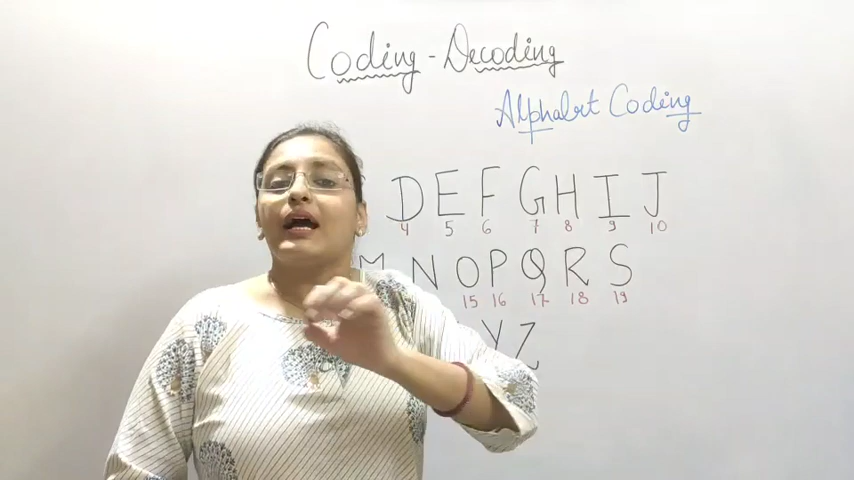 Coding - Decoding
Alphabet Coding
D E F G H I J
4 5 6 7 8 9 10
M N O P Q R S
15 16 17 18 19
Y Z